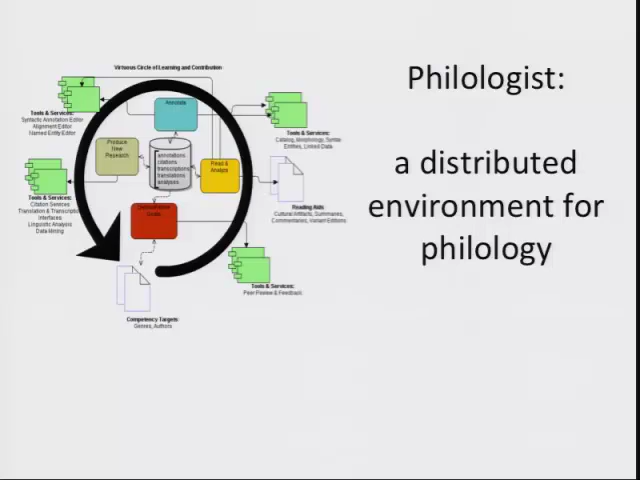 Virtuous Circle of Learning and Contribution
Philologist:
a distributed
environment for
philology
Annotate
Tools & Services:
Syntactic Annotation Editor
Alignment Editor
Named Entity Editor
Tools & Services:
Catalog, Morphology, Syntax
Entities, Linked Data
Produce
New
Research
annotations
citations
transcriptions
translations
analyses
Read &
Analyze
Tools & Services:
Citation Services
Translation & Transcription
Interfaces
Linguistic Analysis
Data Mining
Reading Aids:
Cultural Artifacts, Summaries,
Commentaries, Variant Editions
Goals
Tools & Services:
Peer Review & Feedback
Competency Targets:
Genres, Authors